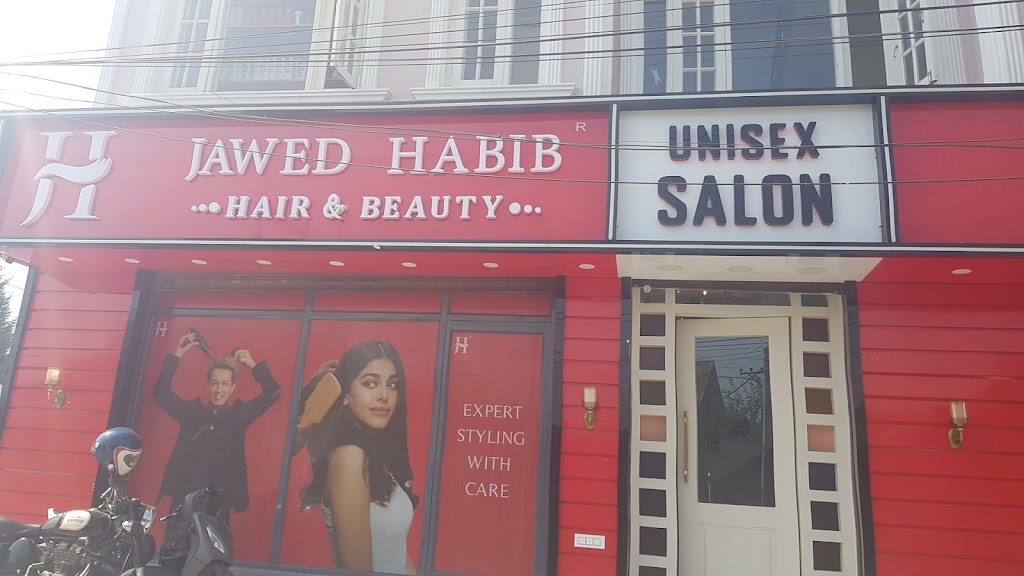 JAWED HABIB R
•••HAIR & BEAUTY•••
UNISEX
SALON
EXPERT
STYLING
WITH
CARE